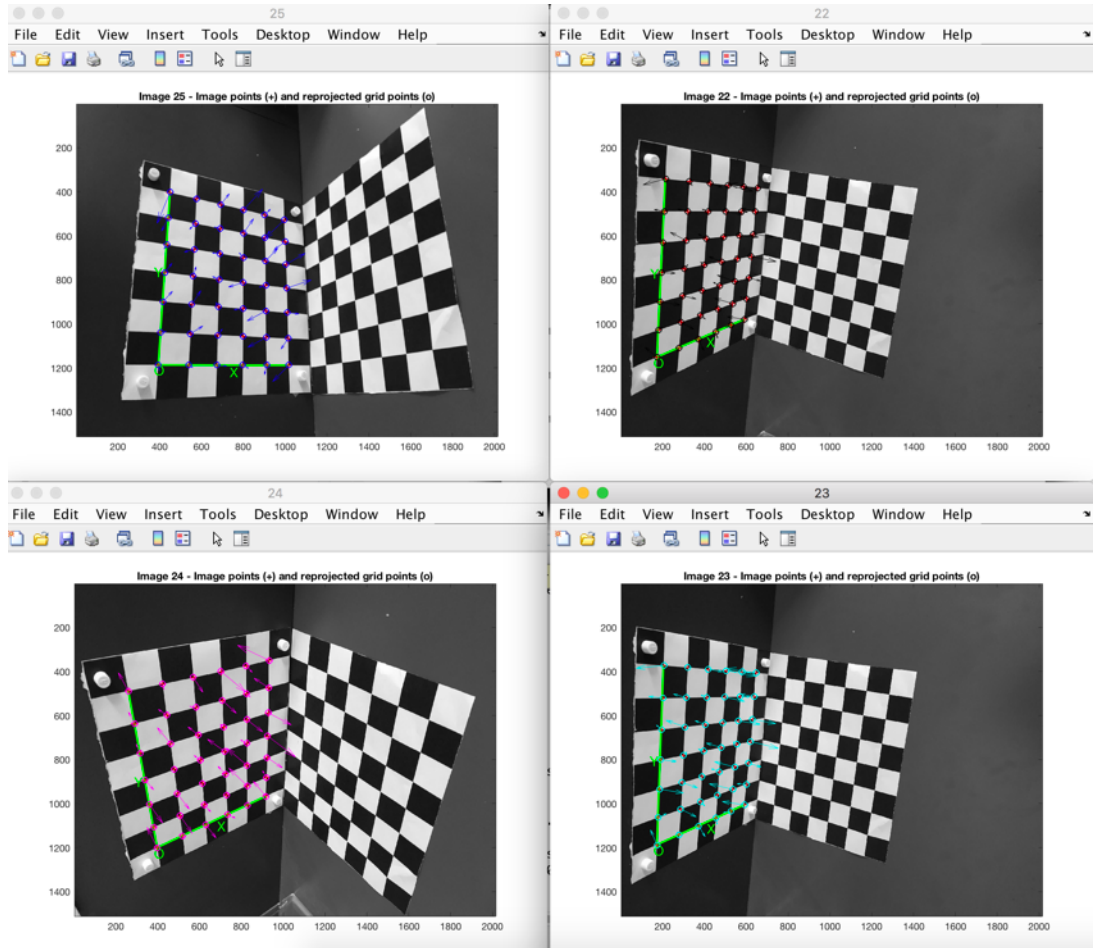 25
File Edit View Insert Tools Desktop Window Help
Image 25 - Image points (+) and reprojected grid points (o)
200
400
600
800
1000
1200
1400
Y
O
X
200 400 600 800 1000 1200 1400 1600 1800 2000
22
File Edit View Insert Tools Desktop Window Help
Image 22 - Image points (+) and reprojected grid points (o)
200
400
600
800
1000
1200
1400
Y
O
X
200 400 600 800 1000 1200 1400 1600 1800 2000
24
File Edit View Insert Tools Desktop Window Help
Image 24 - Image points (+) and reprojected grid points (o)
200
400
600
800
1000
1200
1400
Y
O
X
200 400 600 800 1000 1200 1400 1600 1800 2000
23
File Edit View Insert Tools Desktop Window Help
Image 23 - Image points (+) and reprojected grid points (o)
200
400
600
800
1000
1200
1400
Y
O
X
200 400 600 800 1000 1200 1400 1600 1800 2000